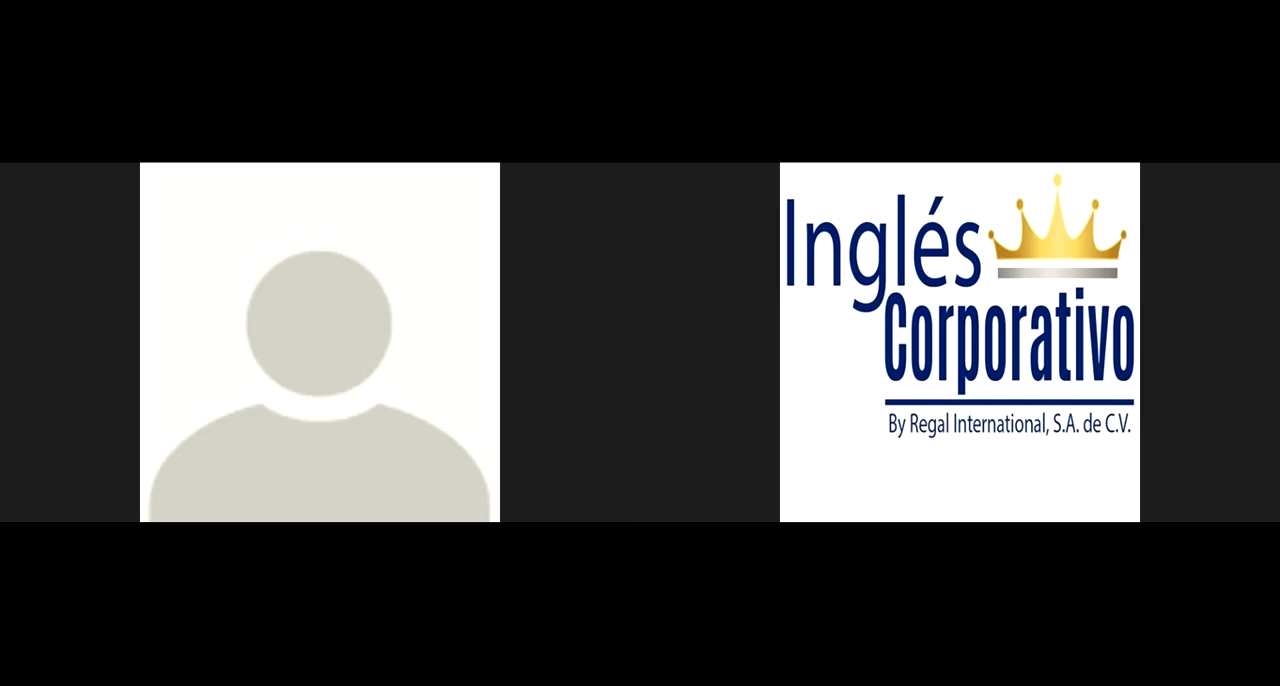 Inglés
Corporativo
By Regal International, S.A. de C.V.